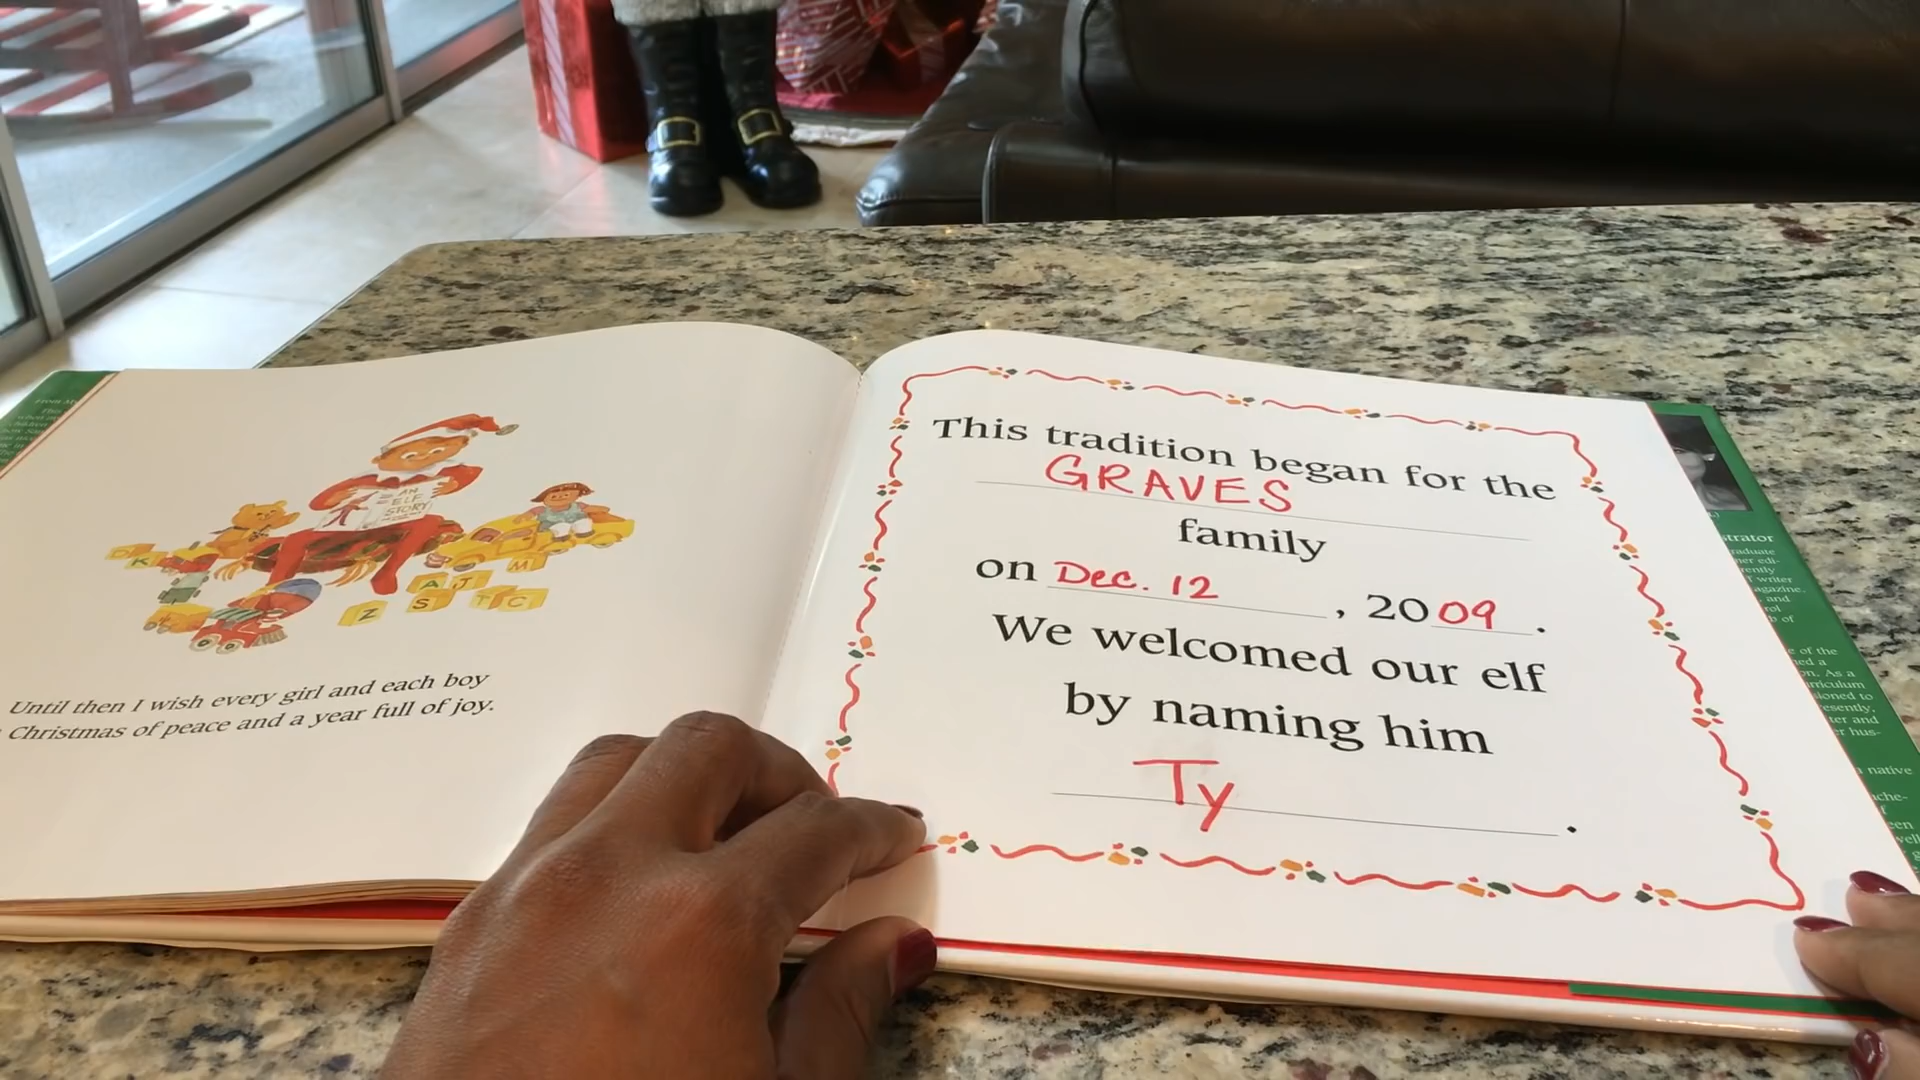 Until then I wish every girl and each boy
Christmas of peace and a year full of joy.
AN
ELF
STORY
K
M
A J
Z S T C
This tradition began for the
GRAVES
family
on Dec. 12, 2009.
We welcomed our elf
by naming him
Ty.
strator